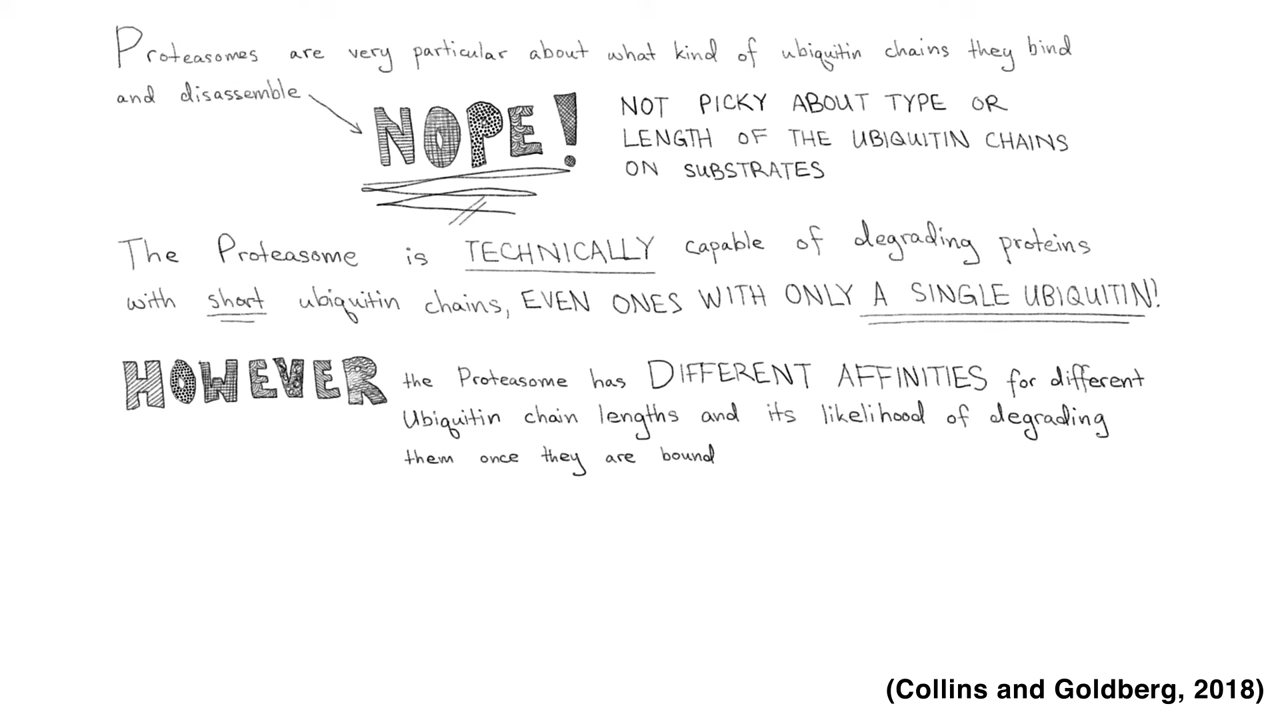 Proteasomes are very particular about what kind of ubiquitin chains they bind
and disassemble
NOPE!
NOT PICKY ABOUT TYPE OR
LENGTH OF THE UBIQUITIN CHAINS
ON SUBSTRATES
The Proteasome is TECHNICALLY capable of degrading proteins
with short ubiquitin chains, EVEN ONES WITH ONLY A SINGLE UBIQUITIN!
HOWEVER the Proteasome has DIFFERENT AFFINITIES for different
Ubiquitin chain lengths and its likelihood of degrading
them once they are bound
(Collins and Goldberg, 2018)